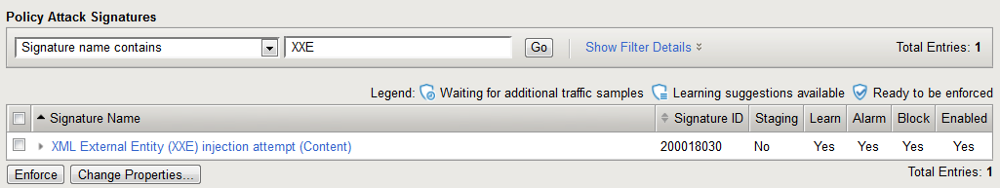 Policy Attack Signatures
Signature name contains XXE Go Show Filter Details Total Entries: 1
Legend: Waiting for additional traffic samples Learning suggestions available Ready to be enforced
Signature Name Signature ID Staging Learn Alarm Block Enabled
XML External Entity (XXE) injection attempt (Content) 200018030 No Yes Yes Yes Yes
Enforce Change Properties... Total Entries: 1